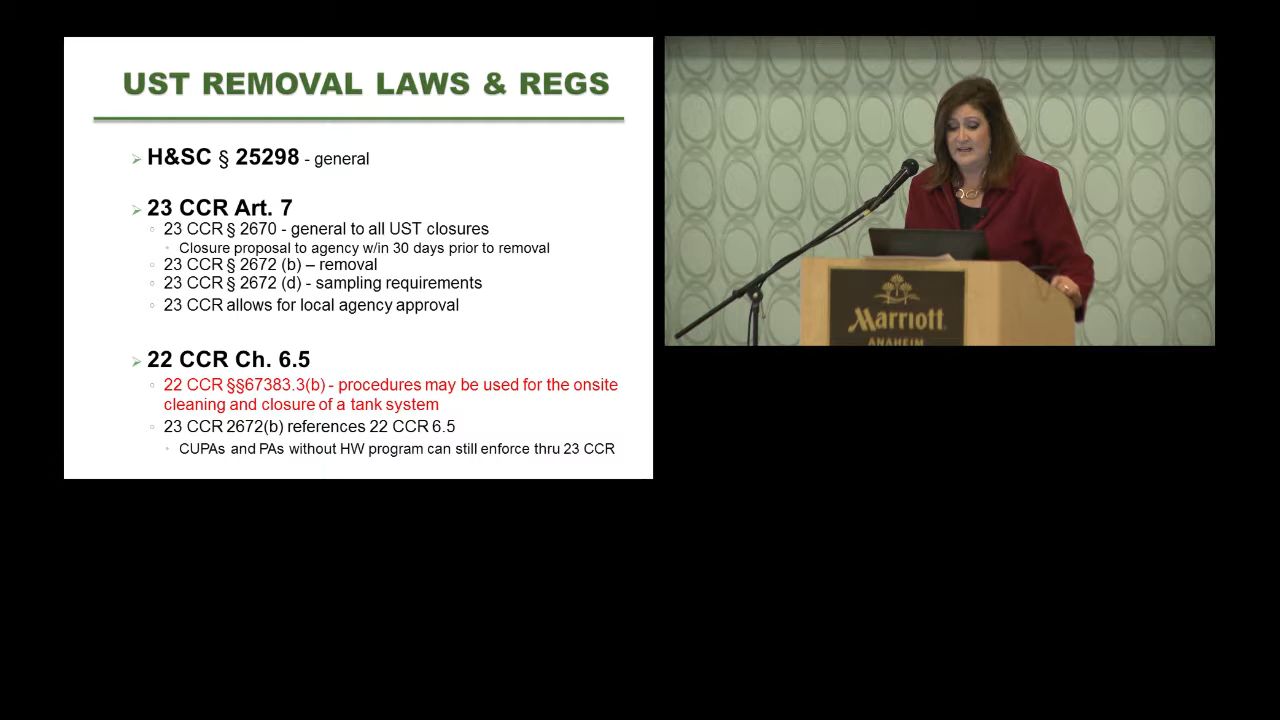 UST REMOVAL LAWS & REGS
H&SC § 25298 - general
23 CCR Art. 7
23 CCR § 2670 - general to all UST closures
Closure proposal to agency w/in 30 days prior to removal
23 CCR § 2672 (b) – removal
23 CCR § 2672 (d) - sampling requirements
23 CCR allows for local agency approval
22 CCR Ch. 6.5
22 CCR §§67383.3(b) - procedures may be used for the onsite
cleaning and closure of a tank system
23 CCR 2672(b) references 22 CCR 6.5
CUPAs and PAs without HW program can still enforce thru 23 CCR
Marriott
ANAHEIM